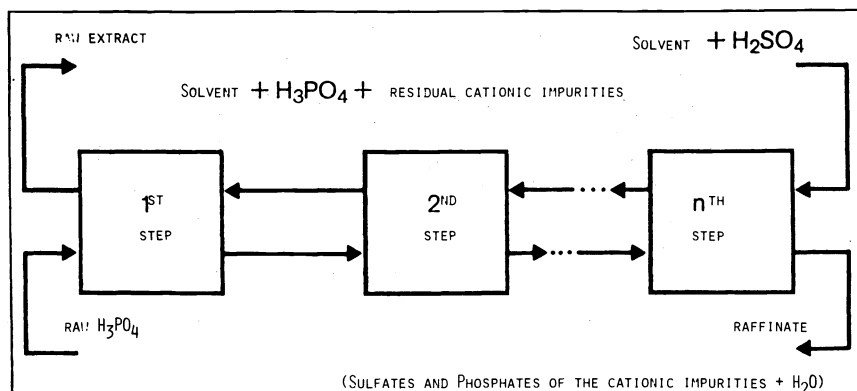 RAW EXTRACT
SOLVENT + H₂SO₄
SOLVENT + H₃PO₄ + RESIDUAL CATIONIC IMPURITIES
1ST STEP
2ND STEP
nTH STEP
RAW H₃PO₄
RAFFINATE
(SULFATES AND PHOSPHATES OF THE CATIONIC IMPURITIES + H₂O)